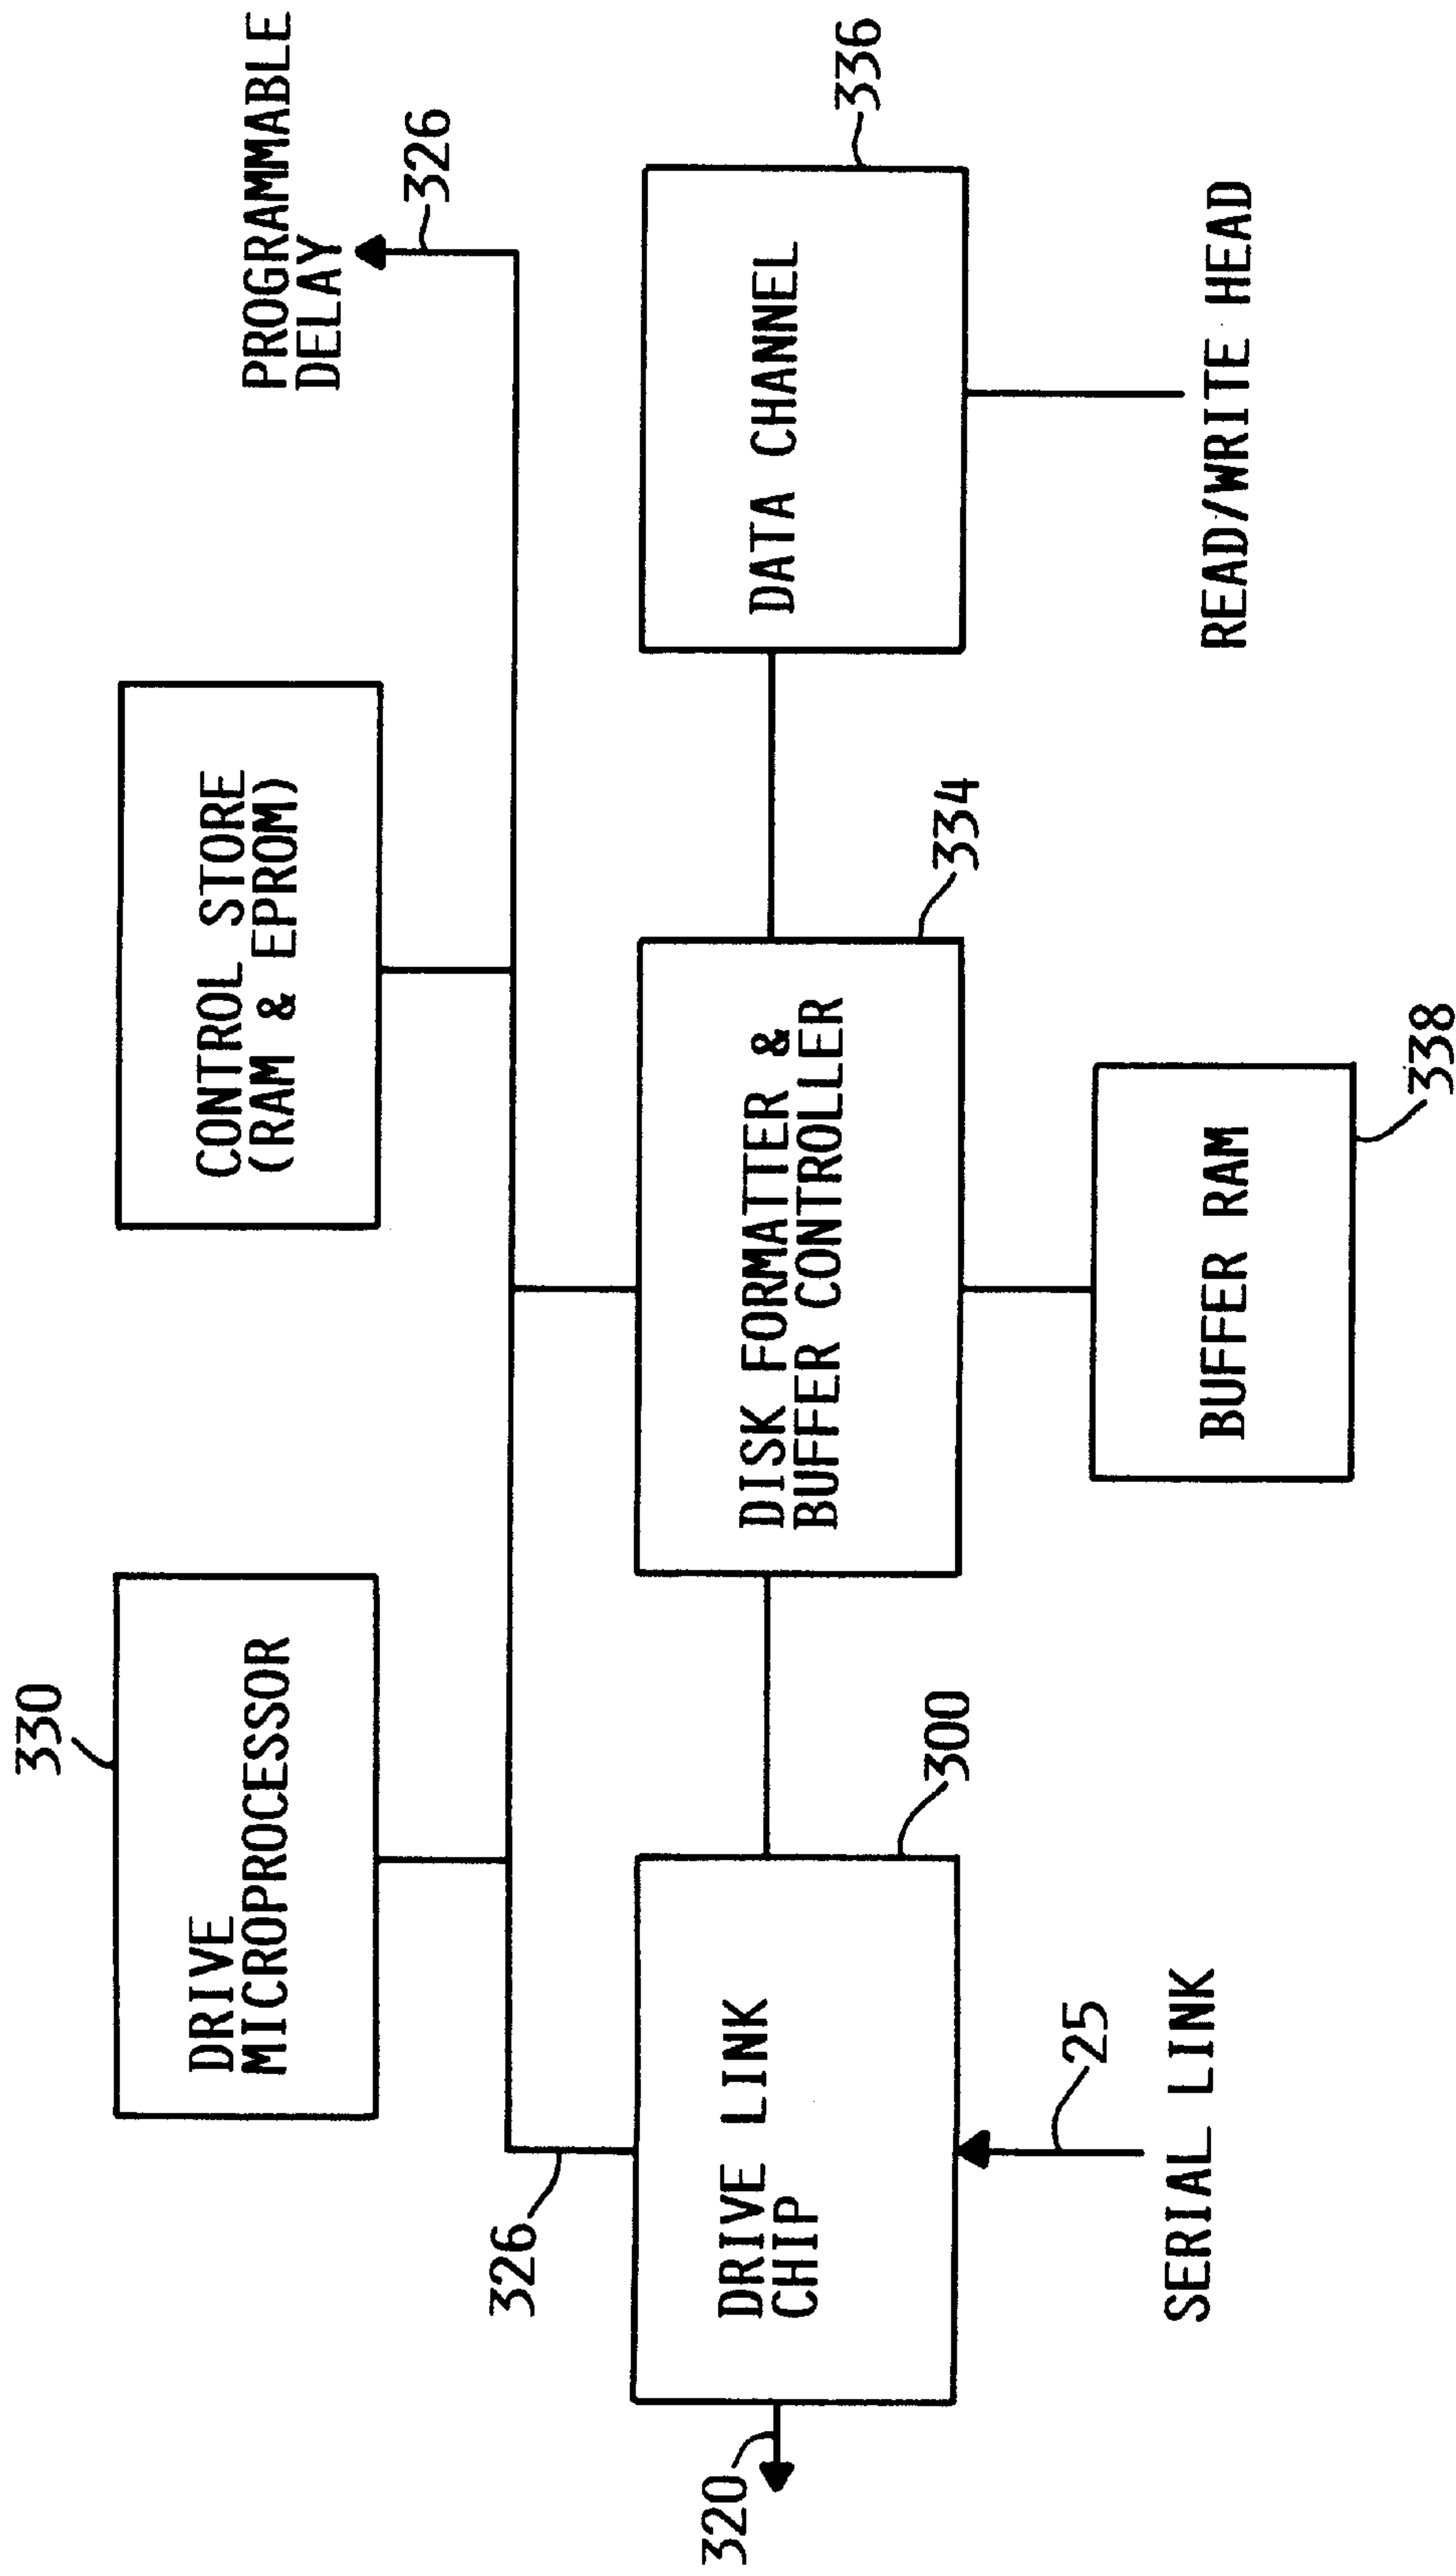 330
DRIVE
MICROPROCESSOR
CONTROL STORE
(RAM & EPROM)
PROGRAMMABLE
DELAY
326
326
320
DRIVE LINK
CHIP
300
DISK FORMATTER &
BUFFER CONTROLLER
334
DATA CHANNEL
336
25
SERIAL LINK
BUFFER RAM
338
READ/WRITE HEAD